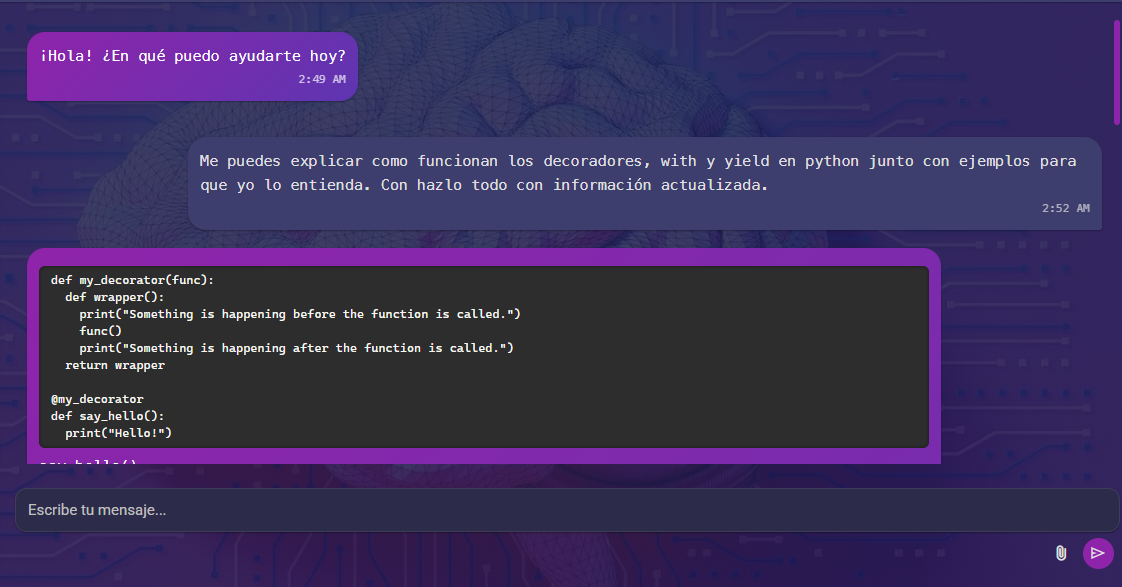 ¡Hola! ¿En qué puedo ayudarte hoy?
2:49 AM
Me puedes explicar como funcionan los decoradores, with y yield en python junto con ejemplos para
que yo lo entienda. Con hazlo todo con información actualizada.
2:52 AM
def my_decorator(func):
  def wrapper():
    print("Something is happening before the function is called.")
    func()
    print("Something is happening after the function is called.")
  return wrapper

@my_decorator
def say_hello():
  print("Hello!")
say_hello()
Escribe tu mensaje...